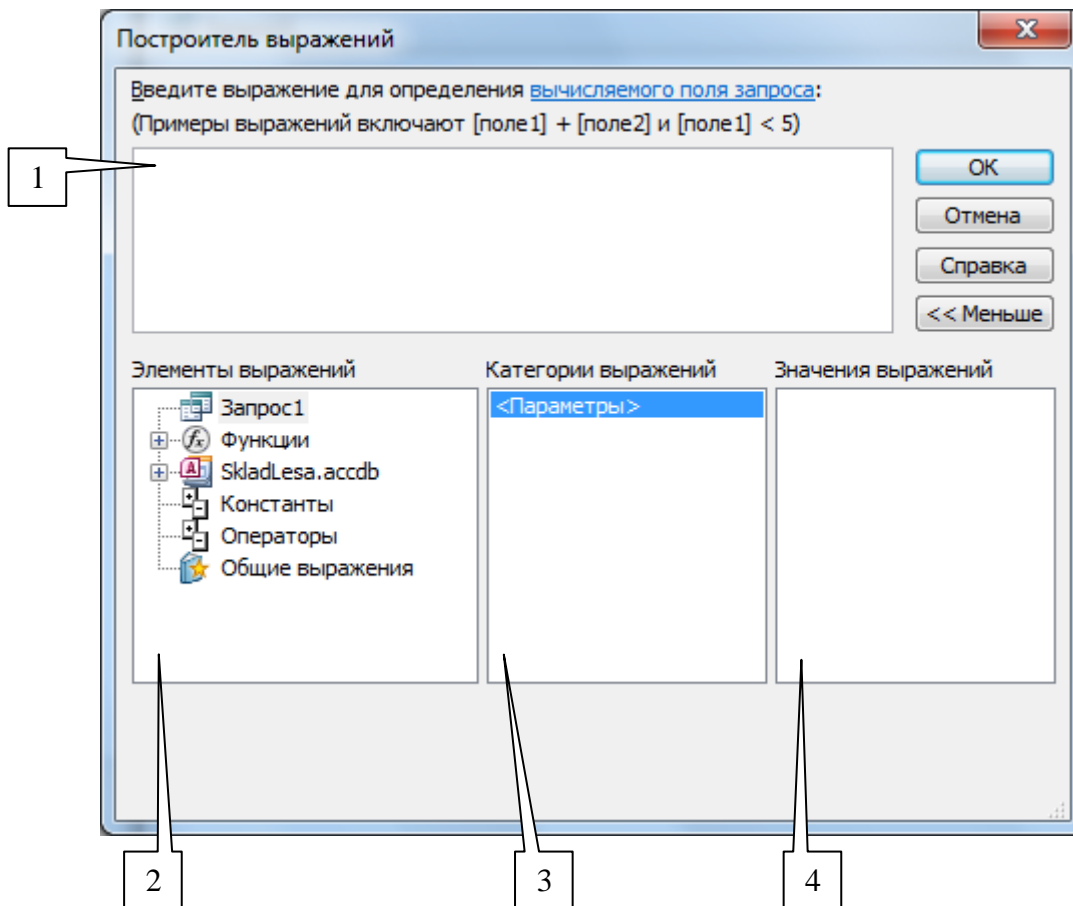 Построитель выражений
Введите выражение для определения вычисляемого поля запроса:
(Примеры выражений включают [поле1] + [поле2] и [поле1] < 5)
1
ОК
Отмена
Справка
<< Меньше
Элементы выражений
Категории выражений
Значения выражений
Запрос1
Функции
SkladLesa.accdb
Константы
Операторы
Общие выражения
<Параметры>
2
3
4